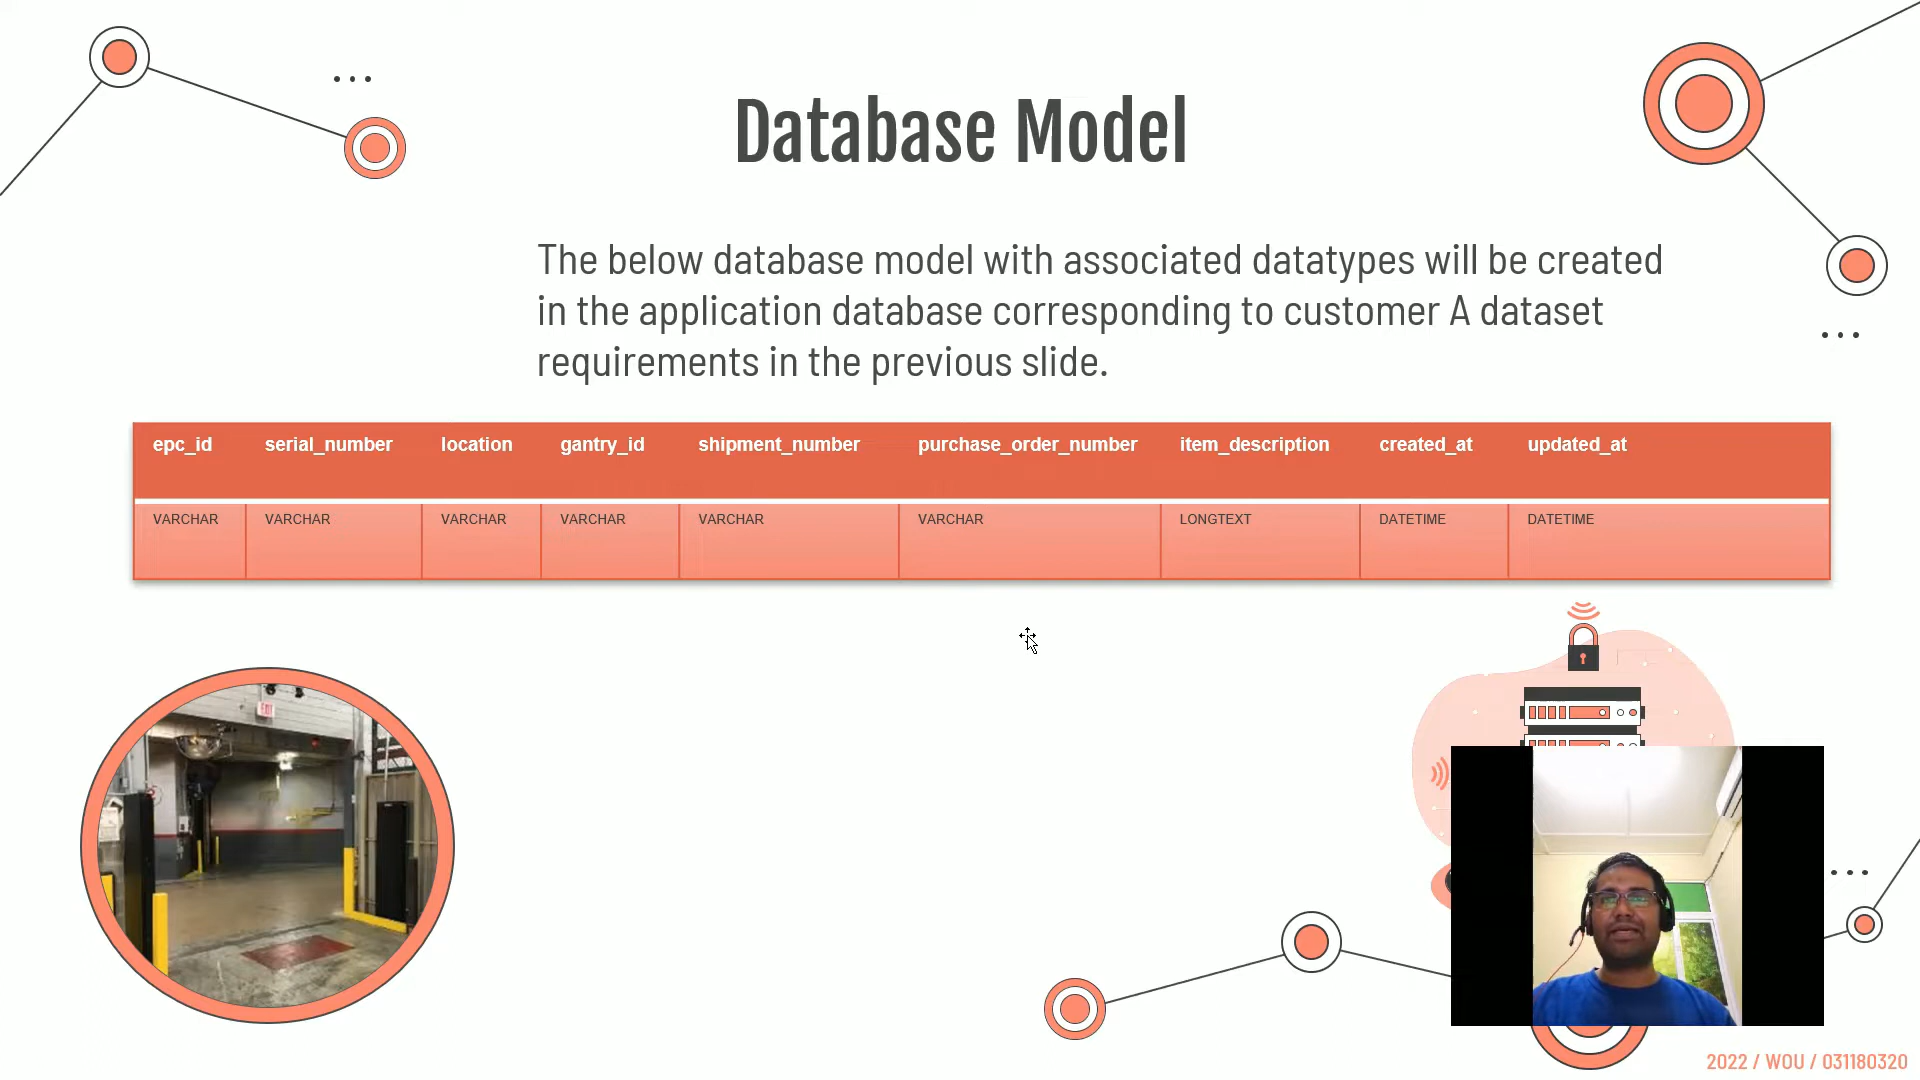 Database Model
The below database model with associated datatypes will be created
in the application database corresponding to customer A dataset
requirements in the previous slide.
epc_id serial_number location gantry_id shipment_number purchase_order_number item_description created_at updated_at
VARCHAR VARCHAR VARCHAR VARCHAR VARCHAR VARCHAR LONGTEXT DATETIME DATETIME
EXIT
2022 / WOU / 031180320